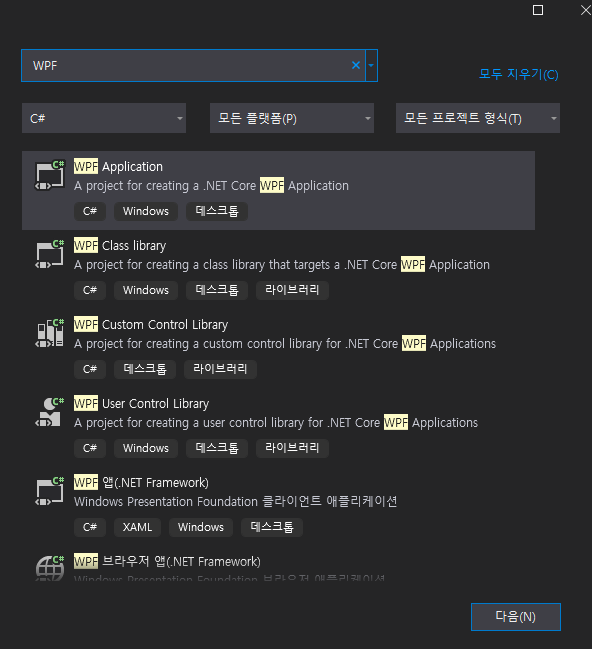 WPF
모두 지우기(C)
C#
모든 플랫폼(P)
모든 프로젝트 형식(T)
C#
WPF Application
A project for creating a .NET Core WPF Application
C# Windows 데스크톱
C#
WPF Class library
A project for creating a class library that targets a .NET Core WPF Application
C# Windows 데스크톱 라이브러리
C#
WPF Custom Control Library
A project for creating a custom control library for .NET Core WPF Applications
C# 데스크톱 라이브러리
C#
WPF User Control Library
A project for creating a user control library for .NET Core WPF Applications
C# Windows 데스크톱 라이브러리
C#
WPF 앱(.NET Framework)
Windows Presentation Foundation 클라이언트 애플리케이션
C# XAML Windows 데스크톱
C#
WPF 브라우저 앱(.NET Framework)
Windows Presentation Foundation 브라우저 애플리케이션
다음(N)